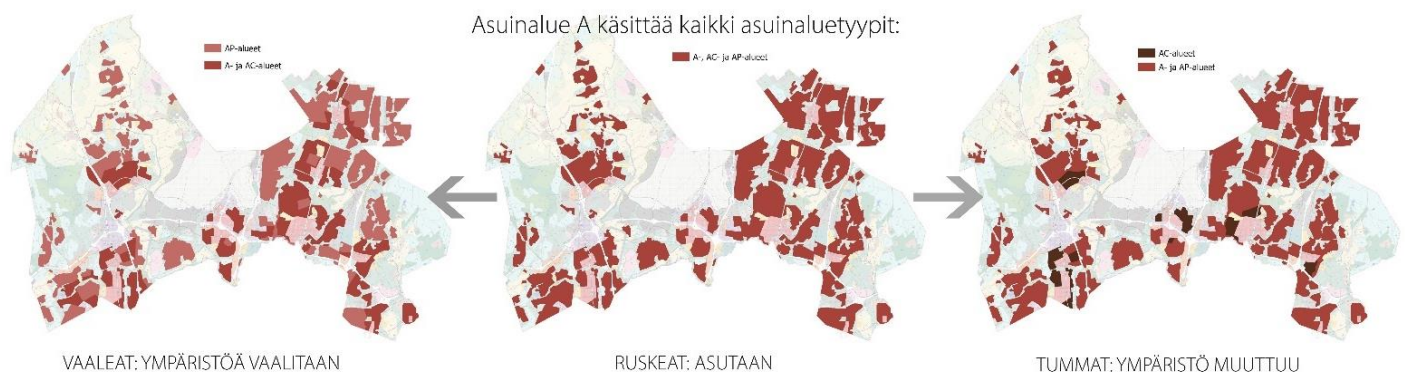 Asuinalue A käsittää kaikki asuinaluetyypit:
AP-alueet
A- ja AC-alueet
A-, AC- ja AP-alueet
AC-alueet
A- ja AP-alueet
VAALEAT: YMPÄRISTÖÄ VAALITAAN
RUSKEAT: ASUTAAN
TUMMAT: YMPÄRISTÖ MUUTTUU